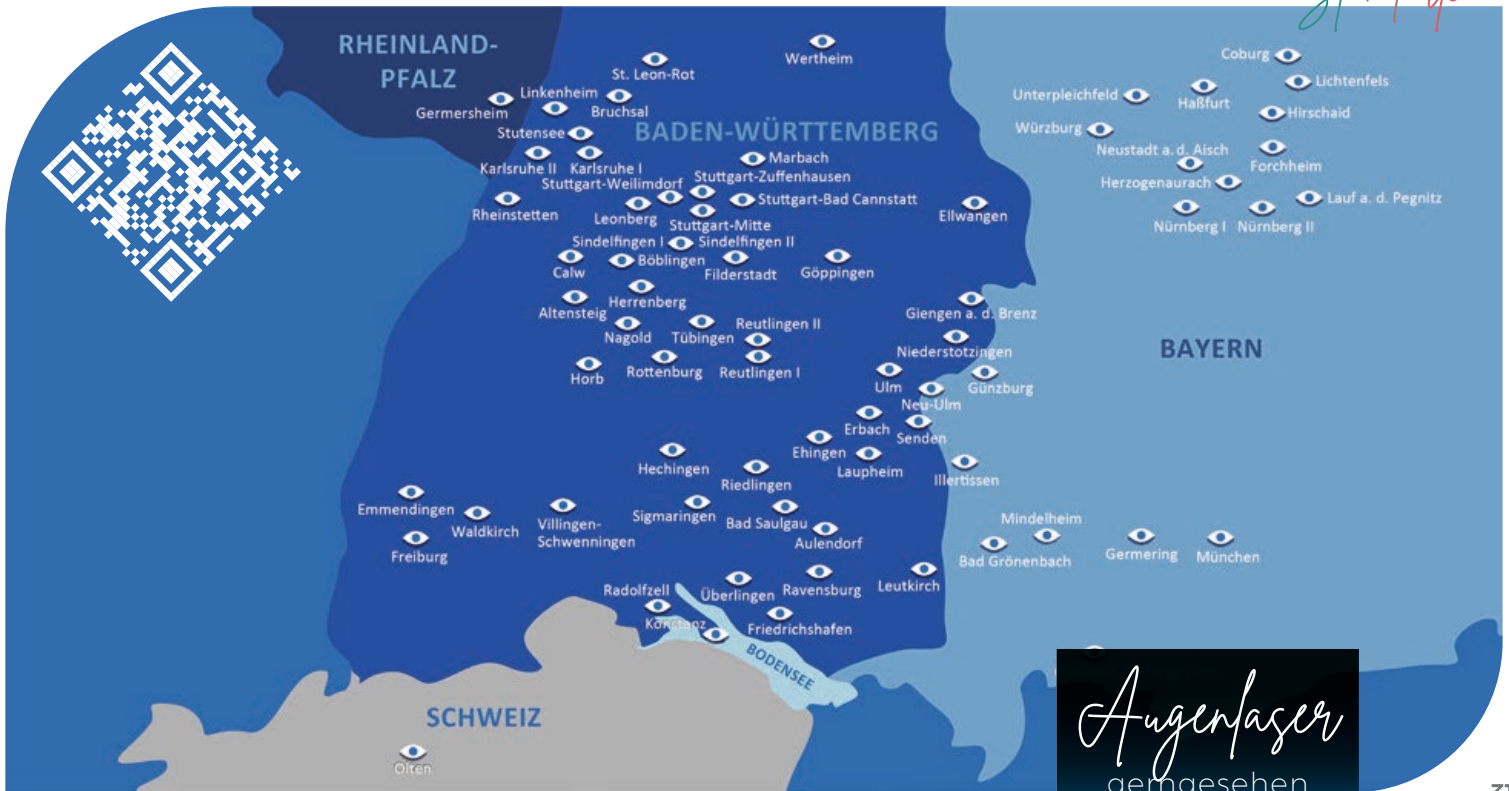 RHEINLAND-
PFALZ
Wertheim
Coburg
St. Leon-Rot
Lichtenfels
Linkenheim
Unterpleichfeld
Haßfurt
Germersheim
Bruchsal
Hirschaid
Stutensee
BADEN-WÜRTTEMBERG
Würzburg
Neustadt a. d. Aisch
Forchheim
Karlsruhe II
Karlsruhe I
Marbach
Stuttgart-Zuffenhausen
Stuttgart-Weilimdorf
Herzogenaurach
Lauf a. d. Pegnitz
Rheinstetten
Leonberg
Stuttgart-Bad Cannstatt
Stuttgart-Mitte
Ellwangen
Nürnberg I
Nürnberg II
Sindelfingen I
Sindelfingen II
Calw
Böblingen
Filderstadt
Göppingen
Herrenberg
Altensteig
Giengen a. d. Brenz
Nagold
Tübingen
Reutlingen II
Niederstotzingen
BAYERN
Horb
Rottenburg
Reutlingen I
Ulm
Günzburg
Neu-Ulm
Erbach
Senden
Ehingen
Laupheim
Hechingen
Riedlingen
Illertissen
Emmendingen
Waldkirch
Villingen-
Schwenningen
Sigmaringen
Bad Saulgau
Aulendorf
Mindelheim
Freiburg
Bad Grönenbach
Germering
München
Radolfzell
Überlingen
Ravensburg
Leutkirch
Konstanz
Friedrichshafen
BODENSEE
SCHWEIZ
Olten
Augenlaser
gerngesehen